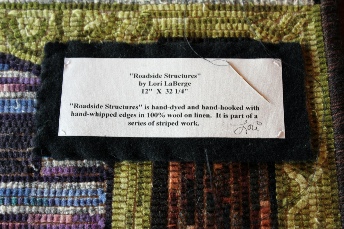 "Roadside Structures"
by Lori LaBerge
12" X 32 1/4"
"Roadside Structures" is hand-dyed and hand-hooked with
hand-whipped edges in 100% wool on linen. It is part of a
series of striped work.
Lori